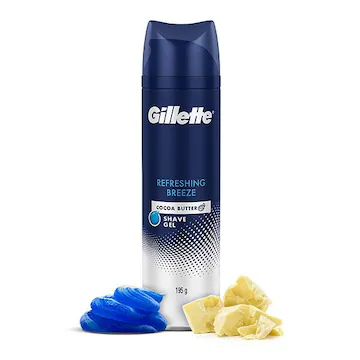 Gillette
REFRESHING
BREEZE
COCOA BUTTER
SHAVE
GEL
195 g